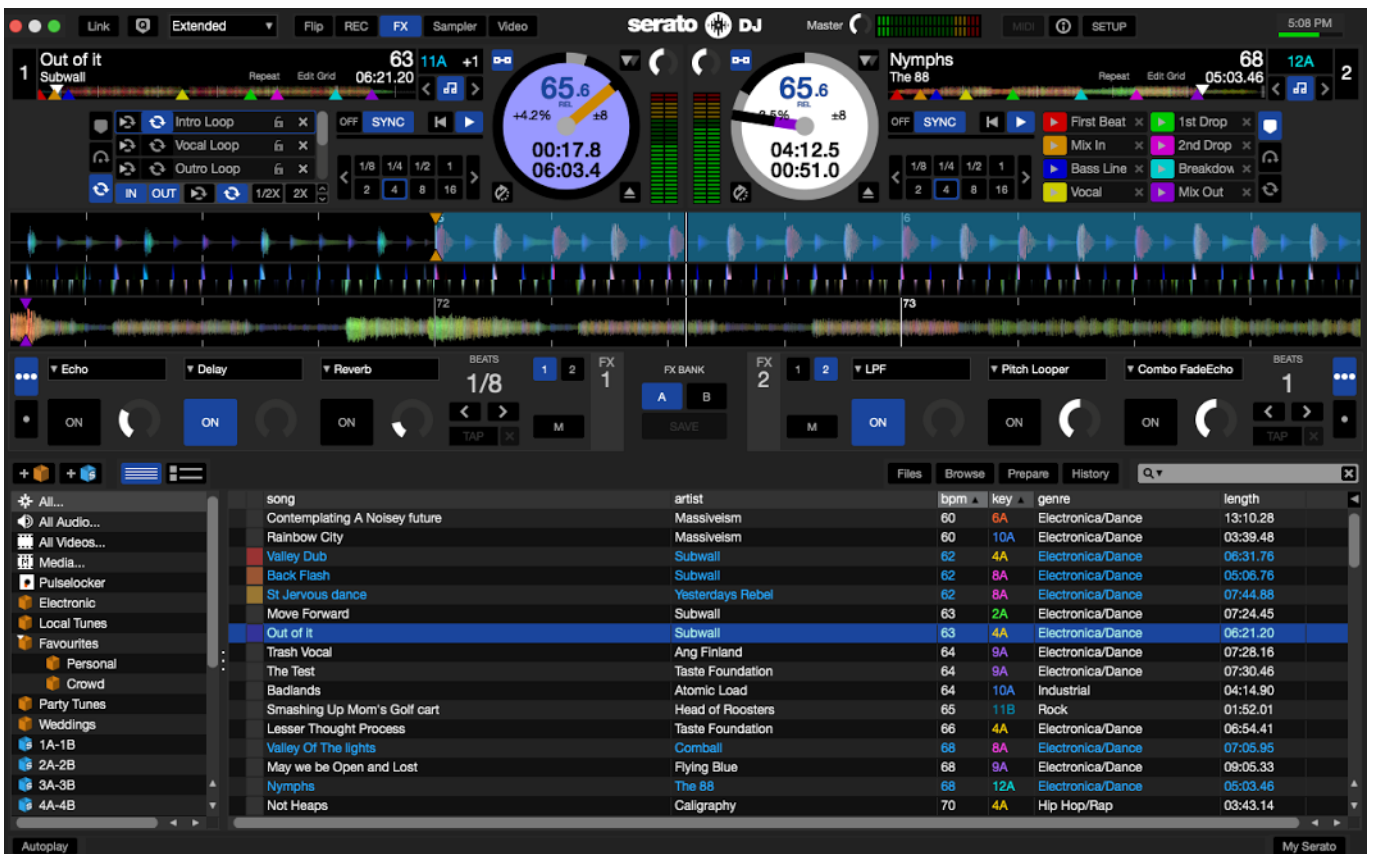 Link Extended Flip REC FX Sampler Video serato DJ Master MIDI SETUP 5:08 PM
1 Out of it 63 11A +1
Subwall Repeat Edit Grid 06:21.20
Intro Loop OFF SYNC
Vocal Loop
Outro Loop 1/8 1/4 1/2 1
IN OUT 1/2X 2X 2 4 8 16
65.6
REL
+4.2% ±8
00:17.8
06:03.4
65.6
REL
±8
04:12.5
00:51.0
Nymphs 68 12A 2
The 88 Repeat Edit Grid 05:03.46
OFF SYNC First Beat 1st Drop
Mix In 2nd Drop
1/8 1/4 1/2 1 Bass Line Breakdow
2 4 8 16 Vocal Mix Out
5 6
72 73
Echo Delay Reverb BEATS 1/8 1 2 FX 1 FX BANK FX 2 1 2 LPF Pitch Looper Combo FadeEcho BEATS 1
A B
ON ON ON TAP M SAVE M ON ON ON TAP
Files Browse Prepare History
All...
All Audio...
All Videos...
Media...
Pulselocker
Electronic
Local Tunes
Favourites
Personal
Crowd
Party Tunes
Weddings
1A-1B
2A-2B
3A-3B
4A-4B
song artist bpm key genre length
Contemplating A Noisey future Massiveism 60 6A Electronica/Dance 13:10.28
Rainbow City Massiveism 60 10A Electronica/Dance 03:39.48
Valley Dub Subwall 62 4A Electronica/Dance 06:31.76
Back Flash Subwall 62 8A Electronica/Dance 05:06.76
St Jervous dance Yesterdays Rebel 62 8A Electronica/Dance 07:44.88
Move Forward Subwall 63 2A Electronica/Dance 07:24.45
Out of it Subwall 63 4A Electronica/Dance 06:21.20
Trash Vocal Ang Finland 64 9A Electronica/Dance 07:28.16
The Test Taste Foundation 64 9A Electronica/Dance 07:30.46
Badlands Atomic Load 64 10A Industrial 04:14.90
Smashing Up Mom's Golf cart Head of Roosters 65 11B Rock 01:52.01
Lesser Thought Process Taste Foundation 66 4A Electronica/Dance 06:54.41
Valley Of The lights Comball 68 8A Electronica/Dance 07:05.95
May we be Open and Lost Flying Blue 68 9A Electronica/Dance 09:05.33
Nymphs The 88 68 12A Electronica/Dance 05:03.46
Not Heaps Caligraphy 70 4A Hip Hop/Rap 03:43.14
Autoplay My Serato